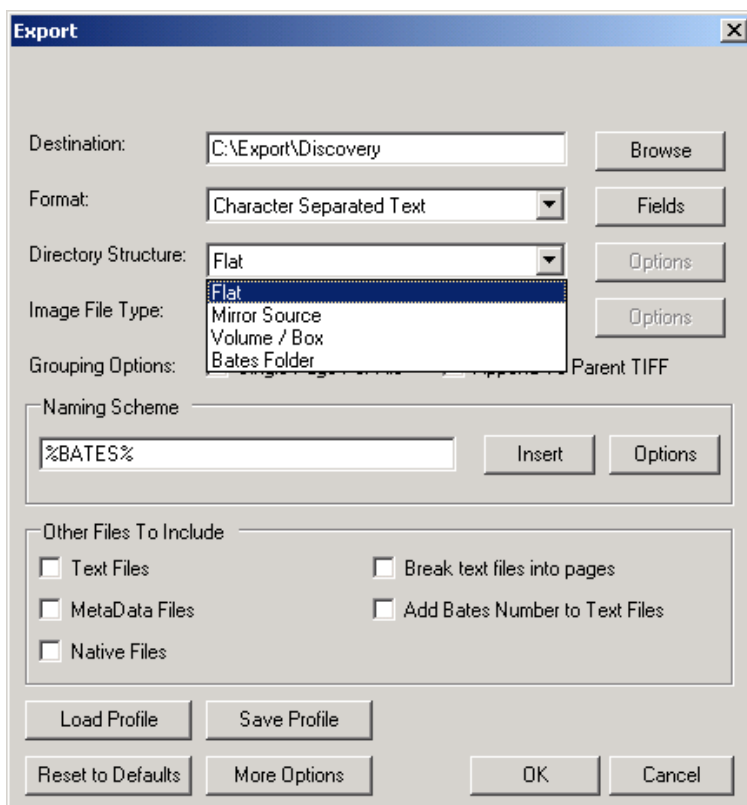 Export
Destination: C:\Export\Discovery Browse
Format: Character Separated Text Fields
Directory Structure: Flat Options
Flat
Image File Type: Mirror Source Options
Volume / Box
Bates Folder
Grouping Options: Parent TIFF
Naming Scheme
%BATES% Insert Options
Other Files To Include
Text Files Break text files into pages
MetaData Files Add Bates Number to Text Files
Native Files
Load Profile Save Profile
Reset to Defaults More Options OK Cancel